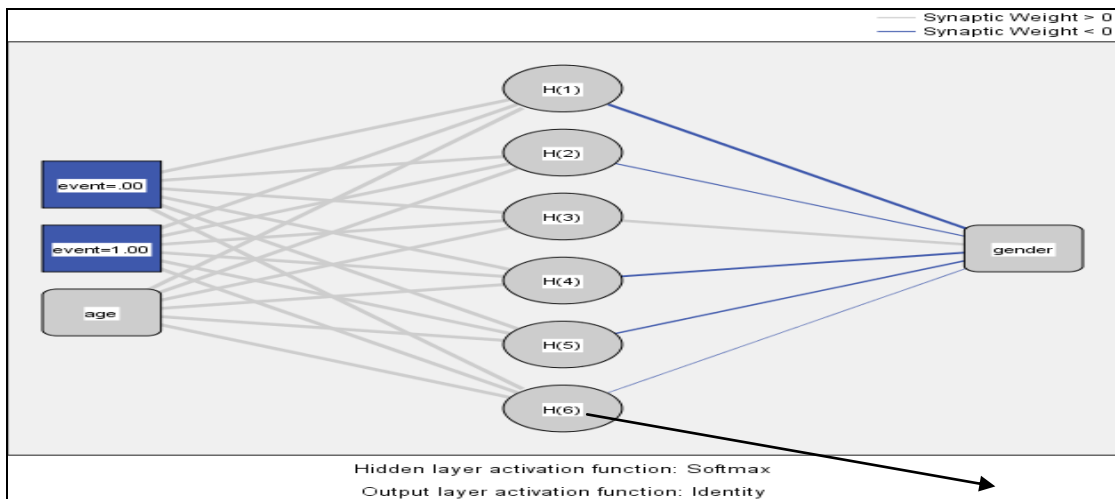 Synaptic Weight > 0
Synaptic Weight < 0
H(1)
H(2)
event=.00
H(3)
event=1.00
gender
H(4)
age
H(5)
H(6)
Hidden layer activation function: Softmax
Output layer activation function: Identity